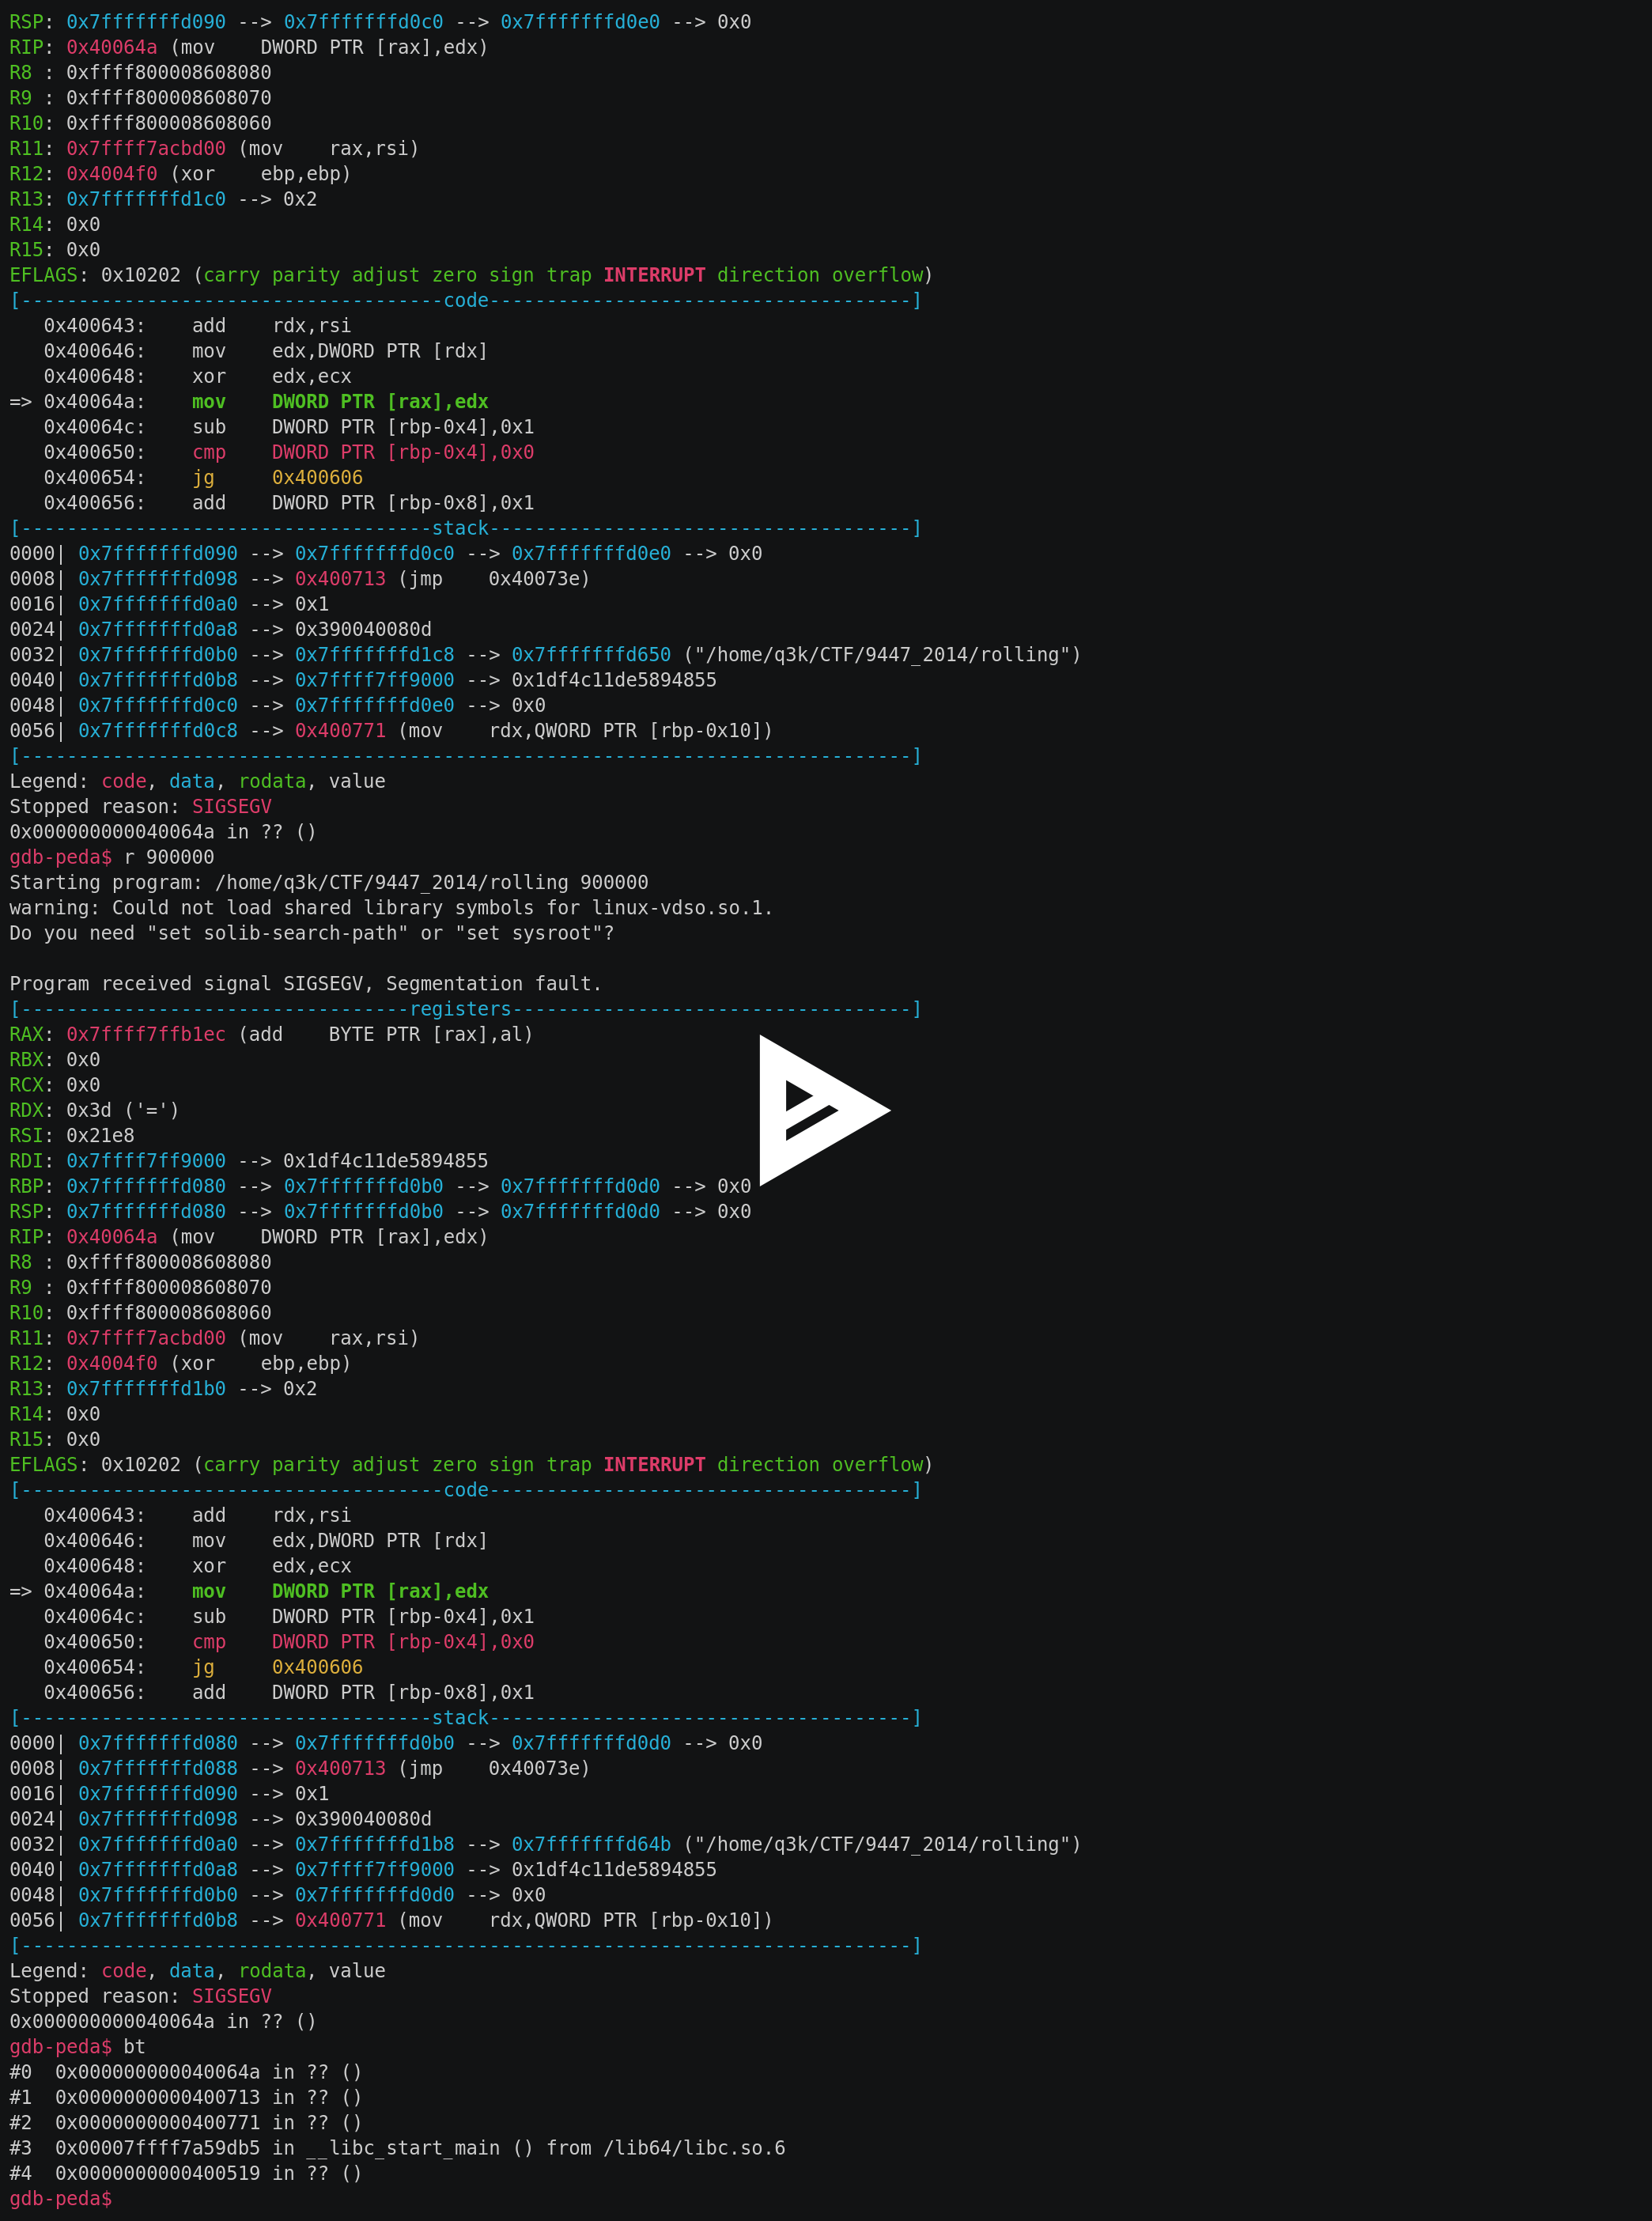 RSP: 0x7fffffffd090 --> 0x7fffffffd0c0 --> 0x7fffffffd0e0 --> 0x0
RIP: 0x40064a (mov    DWORD PTR [rax],edx)
R8 : 0xffff800008608080
R9 : 0xffff800008608070
R10: 0xffff800008608060
R11: 0x7ffff7acbd00 (mov    rax,rsi)
R12: 0x4004f0 (xor    ebp,ebp)
R13: 0x7fffffffd1c0 --> 0x2
R14: 0x0
R15: 0x0
EFLAGS: 0x10202 (carry parity adjust zero sign trap INTERRUPT direction overflow)
[-------------------------------------code-------------------------------------]
   0x400643:    add    rdx,rsi
   0x400646:    mov    edx,DWORD PTR [rdx]
   0x400648:    xor    edx,ecx
=> 0x40064a:    mov    DWORD PTR [rax],edx
   0x40064c:    sub    DWORD PTR [rbp-0x4],0x1
   0x400650:    cmp    DWORD PTR [rbp-0x4],0x0
   0x400654:    jg     0x400606
   0x400656:    add    DWORD PTR [rbp-0x8],0x1
[------------------------------------stack-------------------------------------]
0000| 0x7fffffffd090 --> 0x7fffffffd0c0 --> 0x7fffffffd0e0 --> 0x0
0008| 0x7fffffffd098 --> 0x400713 (jmp    0x40073e)
0016| 0x7fffffffd0a0 --> 0x1
0024| 0x7fffffffd0a8 --> 0x390040080d
0032| 0x7fffffffd0b0 --> 0x7fffffffd1c8 --> 0x7fffffffd650 ("/home/q3k/CTF/9447_2014/rolling")
0040| 0x7fffffffd0b8 --> 0x7ffff7ff9000 --> 0x1df4c11de5894855
0048| 0x7fffffffd0c0 --> 0x7fffffffd0e0 --> 0x0
0056| 0x7fffffffd0c8 --> 0x400771 (mov    rdx,QWORD PTR [rbp-0x10])
[------------------------------------------------------------------------------]
Legend: code, data, rodata, value
Stopped reason: SIGSEGV
0x000000000040064a in ?? ()
gdb-peda$ r 900000
Starting program: /home/q3k/CTF/9447_2014/rolling 900000
warning: Could not load shared library symbols for linux-vdso.so.1.
Do you need "set solib-search-path" or "set sysroot"?

Program received signal SIGSEGV, Segmentation fault.
[----------------------------------registers-----------------------------------]
RAX: 0x7ffff7ffb1ec (add    BYTE PTR [rax],al)
RBX: 0x0
RCX: 0x0
RDX: 0x3d ('=')
RSI: 0x21e8
RDI: 0x7ffff7ff9000 --> 0x1df4c11de5894855
RBP: 0x7fffffffd080 --> 0x7fffffffd0b0 --> 0x7fffffffd0d0 --> 0x0
RSP: 0x7fffffffd080 --> 0x7fffffffd0b0 --> 0x7fffffffd0d0 --> 0x0
RIP: 0x40064a (mov    DWORD PTR [rax],edx)
R8 : 0xffff800008608080
R9 : 0xffff800008608070
R10: 0xffff800008608060
R11: 0x7ffff7acbd00 (mov    rax,rsi)
R12: 0x4004f0 (xor    ebp,ebp)
R13: 0x7fffffffd1b0 --> 0x2
R14: 0x0
R15: 0x0
EFLAGS: 0x10202 (carry parity adjust zero sign trap INTERRUPT direction overflow)
[-------------------------------------code-------------------------------------]
   0x400643:    add    rdx,rsi
   0x400646:    mov    edx,DWORD PTR [rdx]
   0x400648:    xor    edx,ecx
=> 0x40064a:    mov    DWORD PTR [rax],edx
   0x40064c:    sub    DWORD PTR [rbp-0x4],0x1
   0x400650:    cmp    DWORD PTR [rbp-0x4],0x0
   0x400654:    jg     0x400606
   0x400656:    add    DWORD PTR [rbp-0x8],0x1
[------------------------------------stack-------------------------------------]
0000| 0x7fffffffd080 --> 0x7fffffffd0b0 --> 0x7fffffffd0d0 --> 0x0
0008| 0x7fffffffd088 --> 0x400713 (jmp    0x40073e)
0016| 0x7fffffffd090 --> 0x1
0024| 0x7fffffffd098 --> 0x390040080d
0032| 0x7fffffffd0a0 --> 0x7fffffffd1b8 --> 0x7fffffffd64b ("/home/q3k/CTF/9447_2014/rolling")
0040| 0x7fffffffd0a8 --> 0x7ffff7ff9000 --> 0x1df4c11de5894855
0048| 0x7fffffffd0b0 --> 0x7fffffffd0d0 --> 0x0
0056| 0x7fffffffd0b8 --> 0x400771 (mov    rdx,QWORD PTR [rbp-0x10])
[------------------------------------------------------------------------------]
Legend: code, data, rodata, value
Stopped reason: SIGSEGV
0x000000000040064a in ?? ()
gdb-peda$ bt
#0  0x000000000040064a in ?? ()
#1  0x0000000000400713 in ?? ()
#2  0x0000000000400771 in ?? ()
#3  0x00007ffff7a59db5 in __libc_start_main () from /lib64/libc.so.6
#4  0x0000000000400519 in ?? ()
gdb-peda$